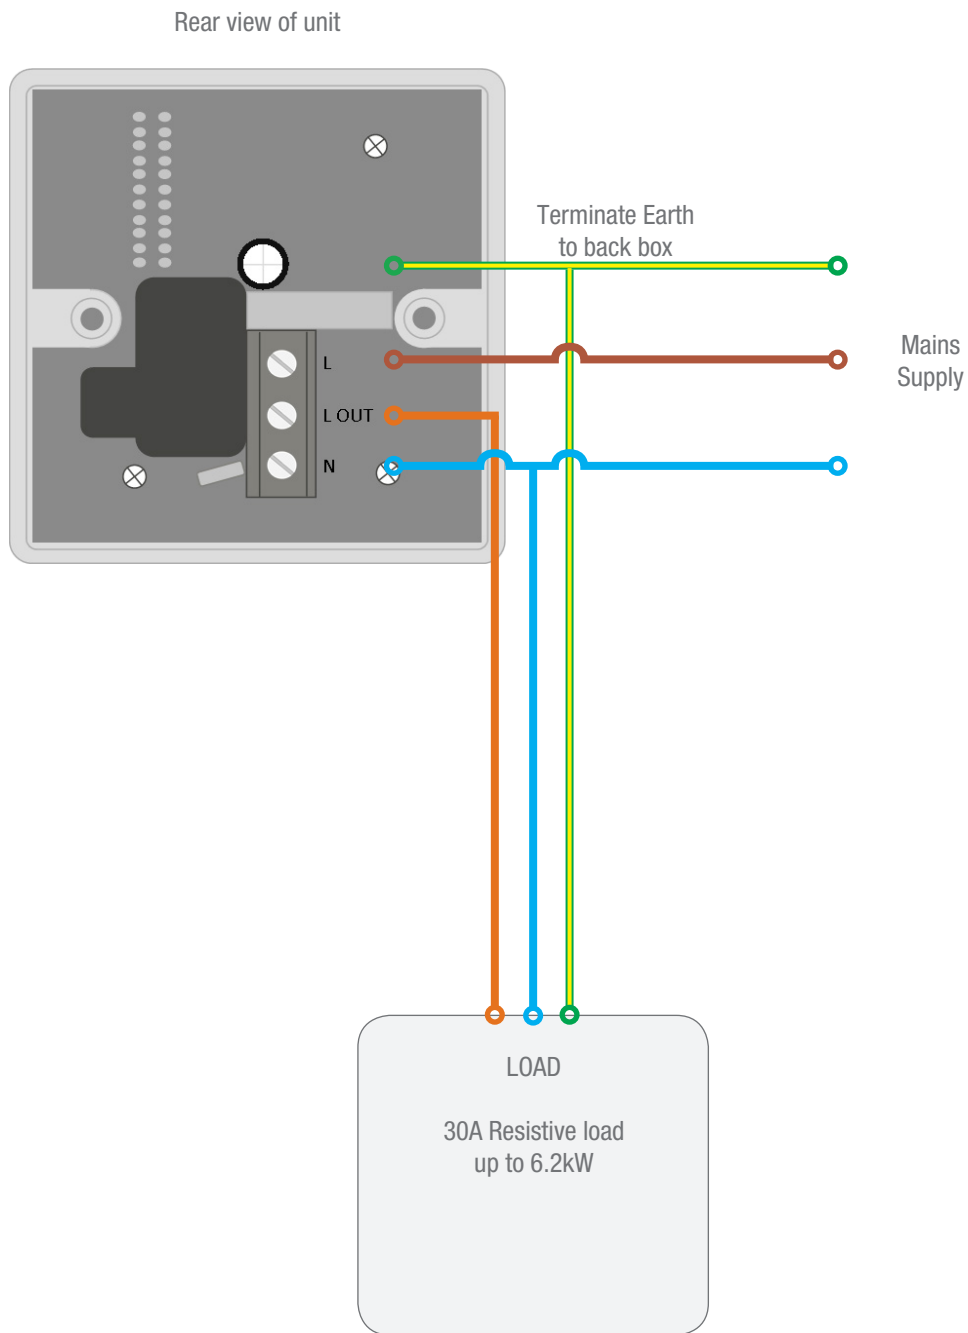 Rear view of unit
Terminate Earth
to back box
Mains
Supply
L
L OUT
N
LOAD
30A Resistive load
up to 6.2kW